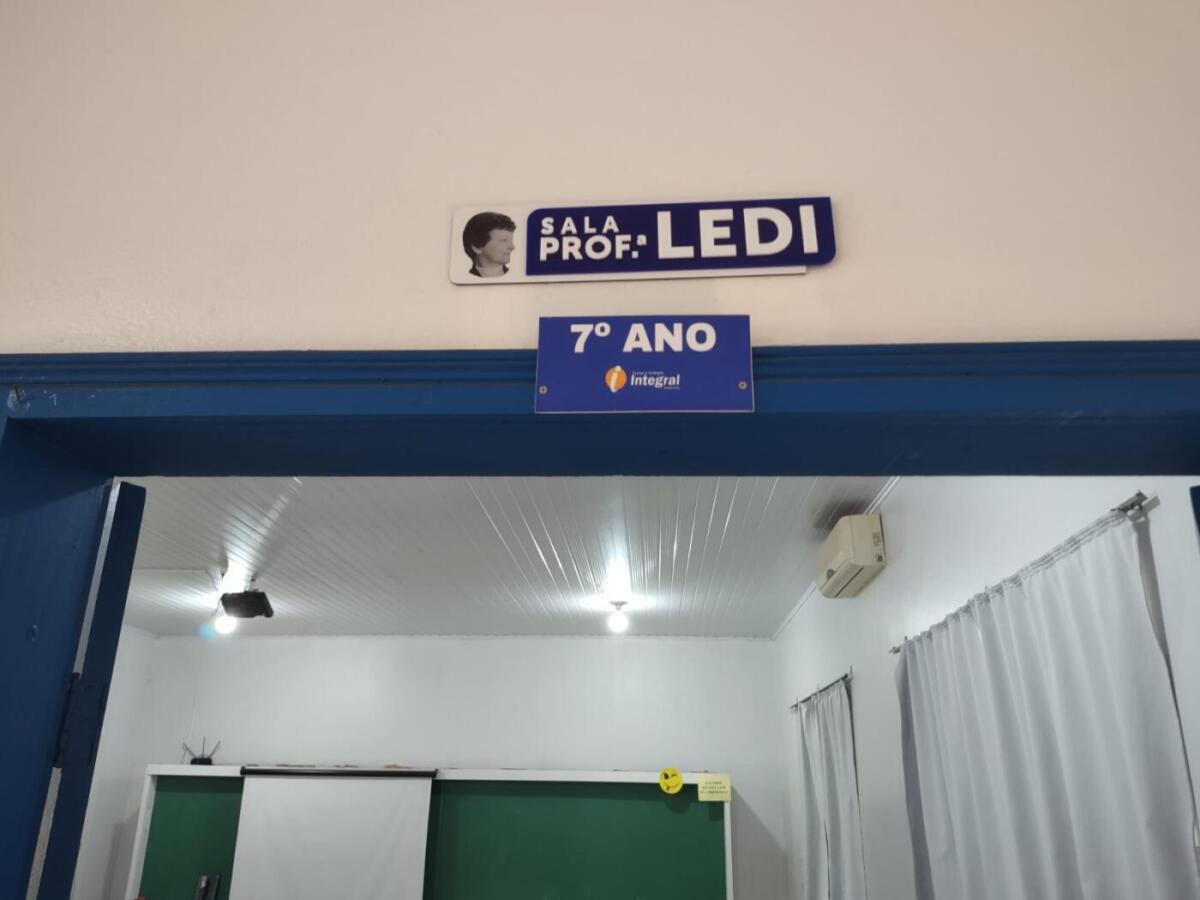 SALA
PROF.ª LEDI
7º ANO
Integral